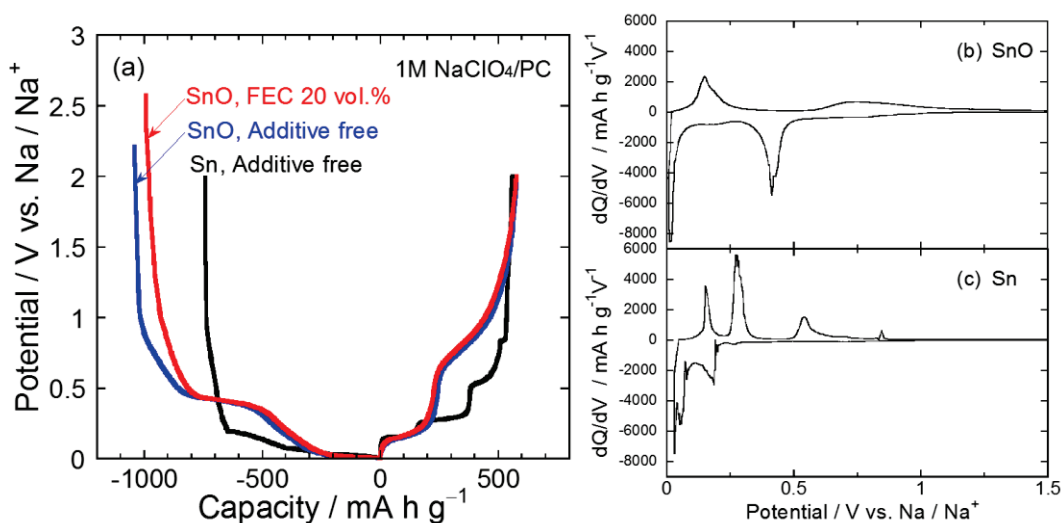 (a)
1M NaClO₄/PC
SnO, FEC 20 vol.%
SnO, Additive free
Sn, Additive free
Potential / V vs. Na / Na⁺
3
2.5
2
1.5
1
0.5
0
-1000
-500
0
500
Capacity / mA h g⁻¹
(b) SnO
dQ/dV / mA h g⁻¹V⁻¹
6000
4000
2000
0
-2000
-4000
-6000
-8000
(c) Sn
dQ/dV / mA h g⁻¹V⁻¹
6000
4000
2000
0
-2000
-4000
-6000
-8000
0
0.5
1
1.5
Potential / V vs. Na / Na⁺